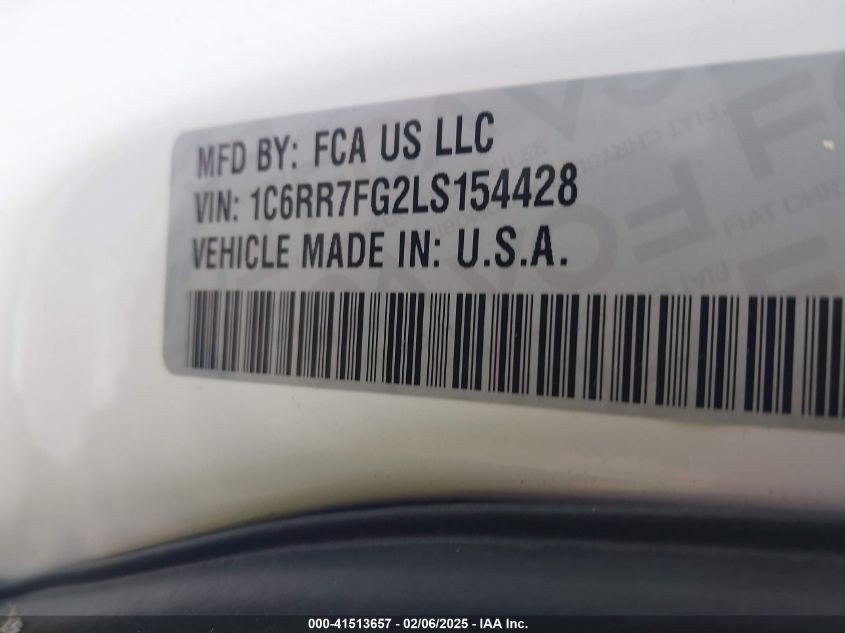 MFD BY: FCA US LLC
VIN: 1C6RR7FG2LS154428
VEHICLE MADE IN: U.S.A.
000-41513657 - 02/06/2025 - IAA Inc.